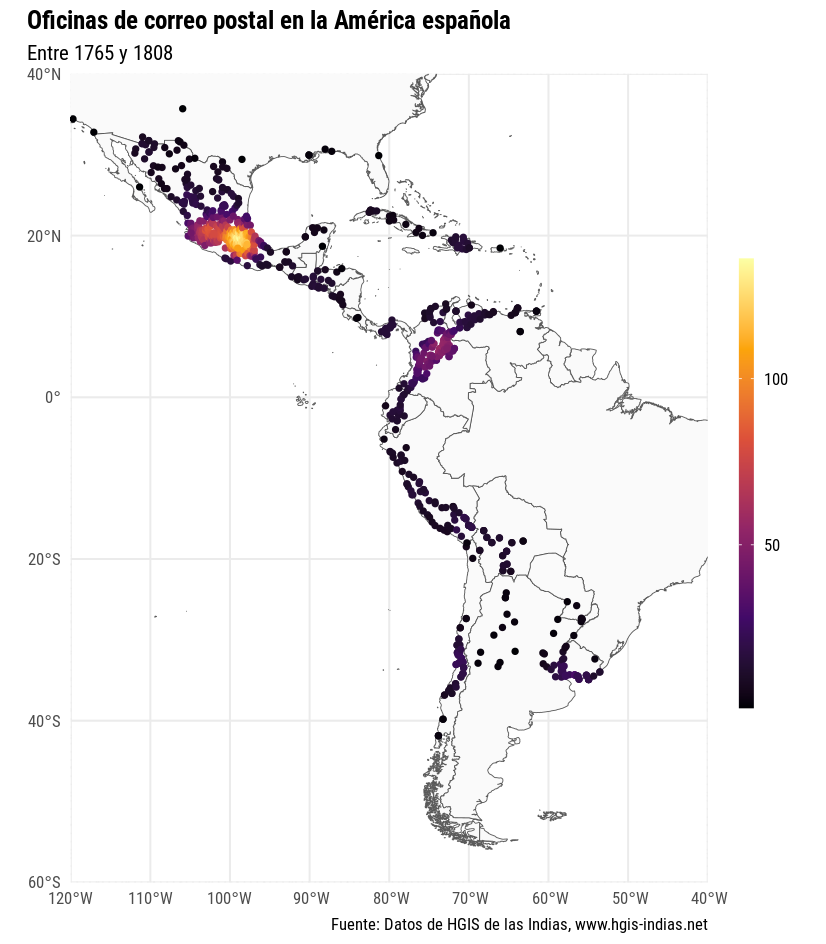 Oficinas de correo postal en la América española
Entre 1765 y 1808
40°N
20°N
0°
20°S
40°S
60°S
120°W 110°W 100°W 90°W 80°W 70°W 60°W 50°W 40°W
100
50
Fuente: Datos de HGIS de las Indias, www.hgis-indias.net